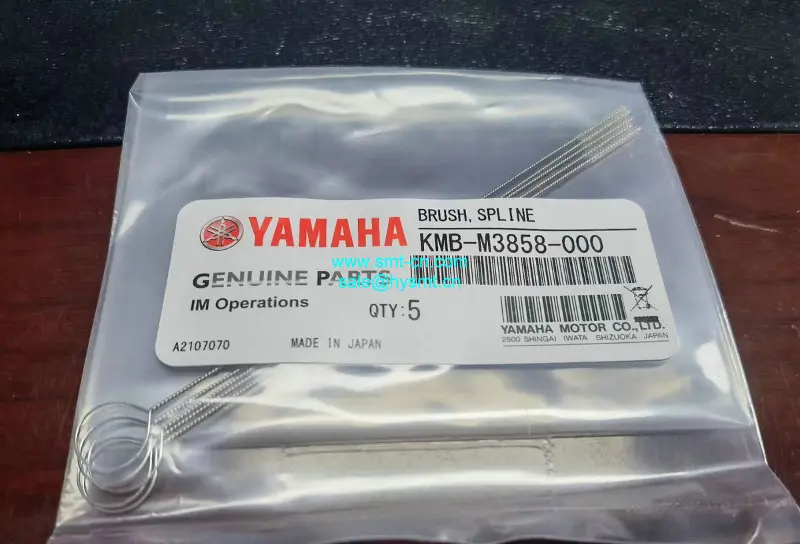 BRUSH, SPLINE
YAMAHA KMB-M3858-000
www.smt-cn.com
GENUINE PARTS
sale@hysmt.cn
IM Operations
QTY:5
YAMAHA MOTOR CO.,LTD.
2500 SHINGAI IWATA SHIZUOKA JAPAN
A2107070
MADE IN JAPAN